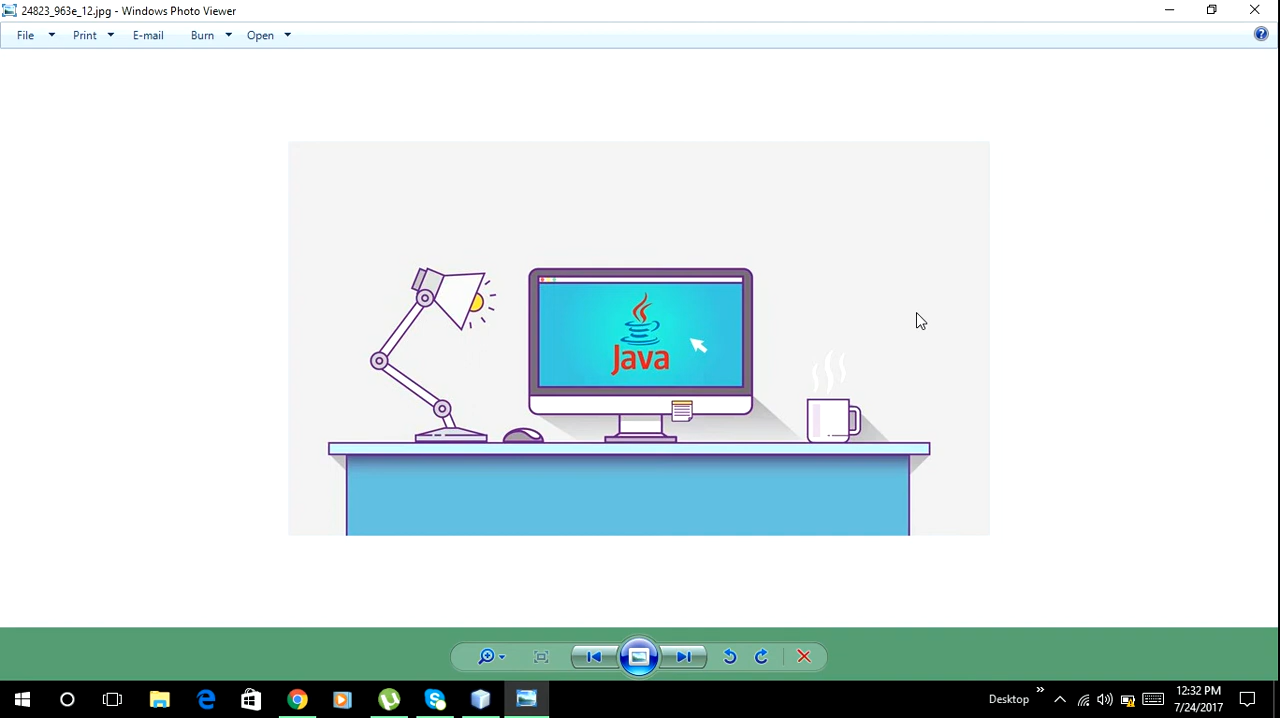 24823_963e_12.jpg - Windows Photo Viewer
File Print E-mail Burn Open
Java
Desktop
12:32 PM
7/24/2017